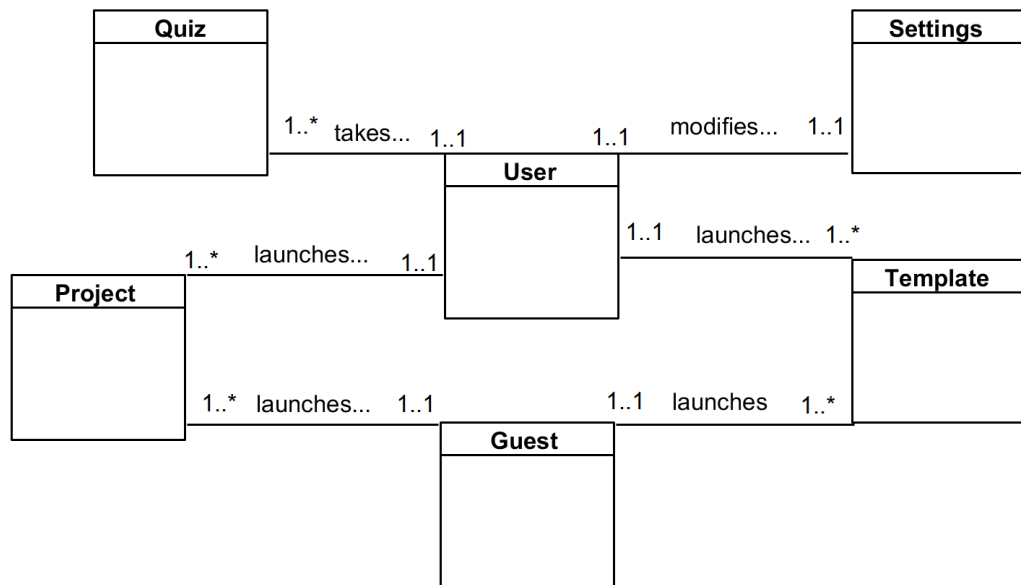 Quiz
Settings
1..* takes... 1..1
1..1 modifies... 1..1
User
1..1 launches... 1..*
1..* launches... 1..1
Project
Template
1..* launches... 1..1
1..1 launches 1..*
Guest